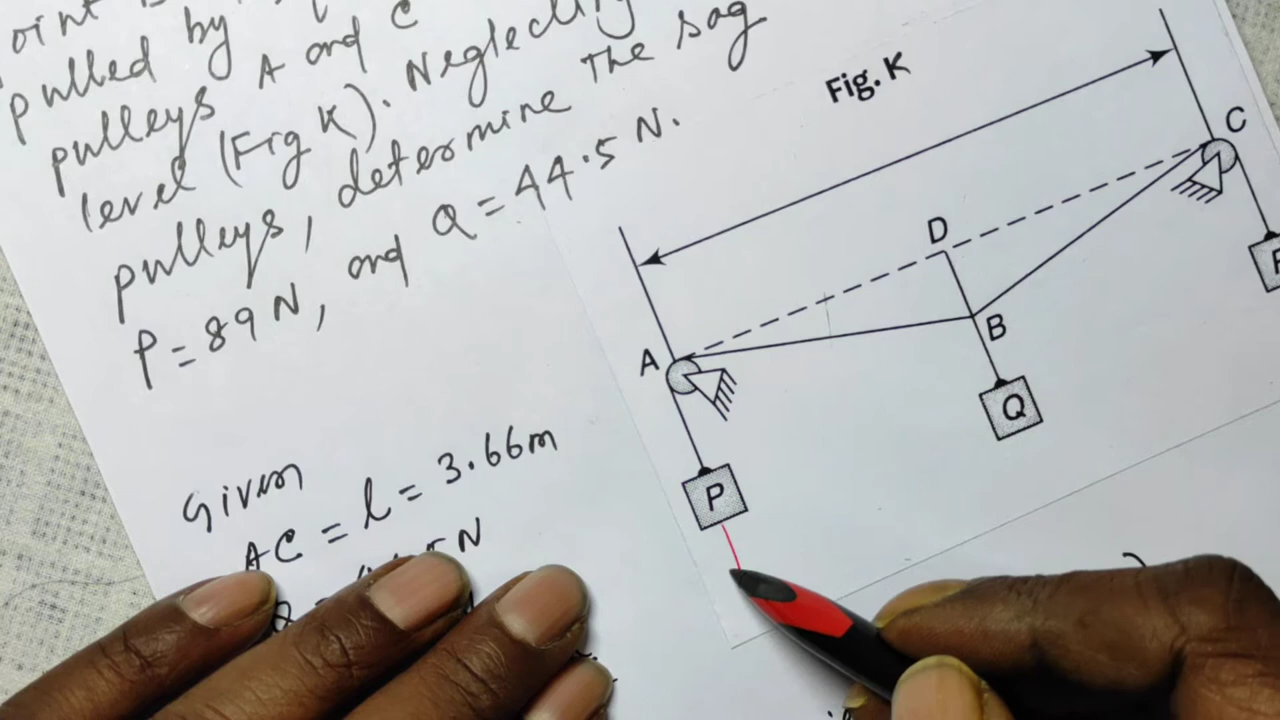 pulled by
pulleys A and C
level (Fig K). Neglecting
pulleys, determine the sag
P = 89 N, and Q = 44.5 N.
Given
AC = l = 3.66m
N
Fig. K
C
D
B
A
Q
P